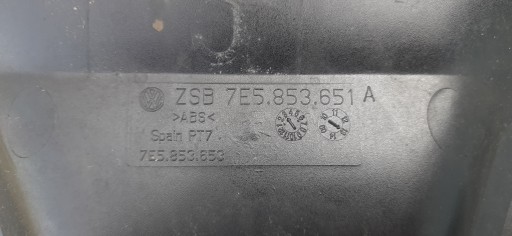 ZSB 7E5.853.651 A
>ABS<
Spain PT7.
7E5.853.653